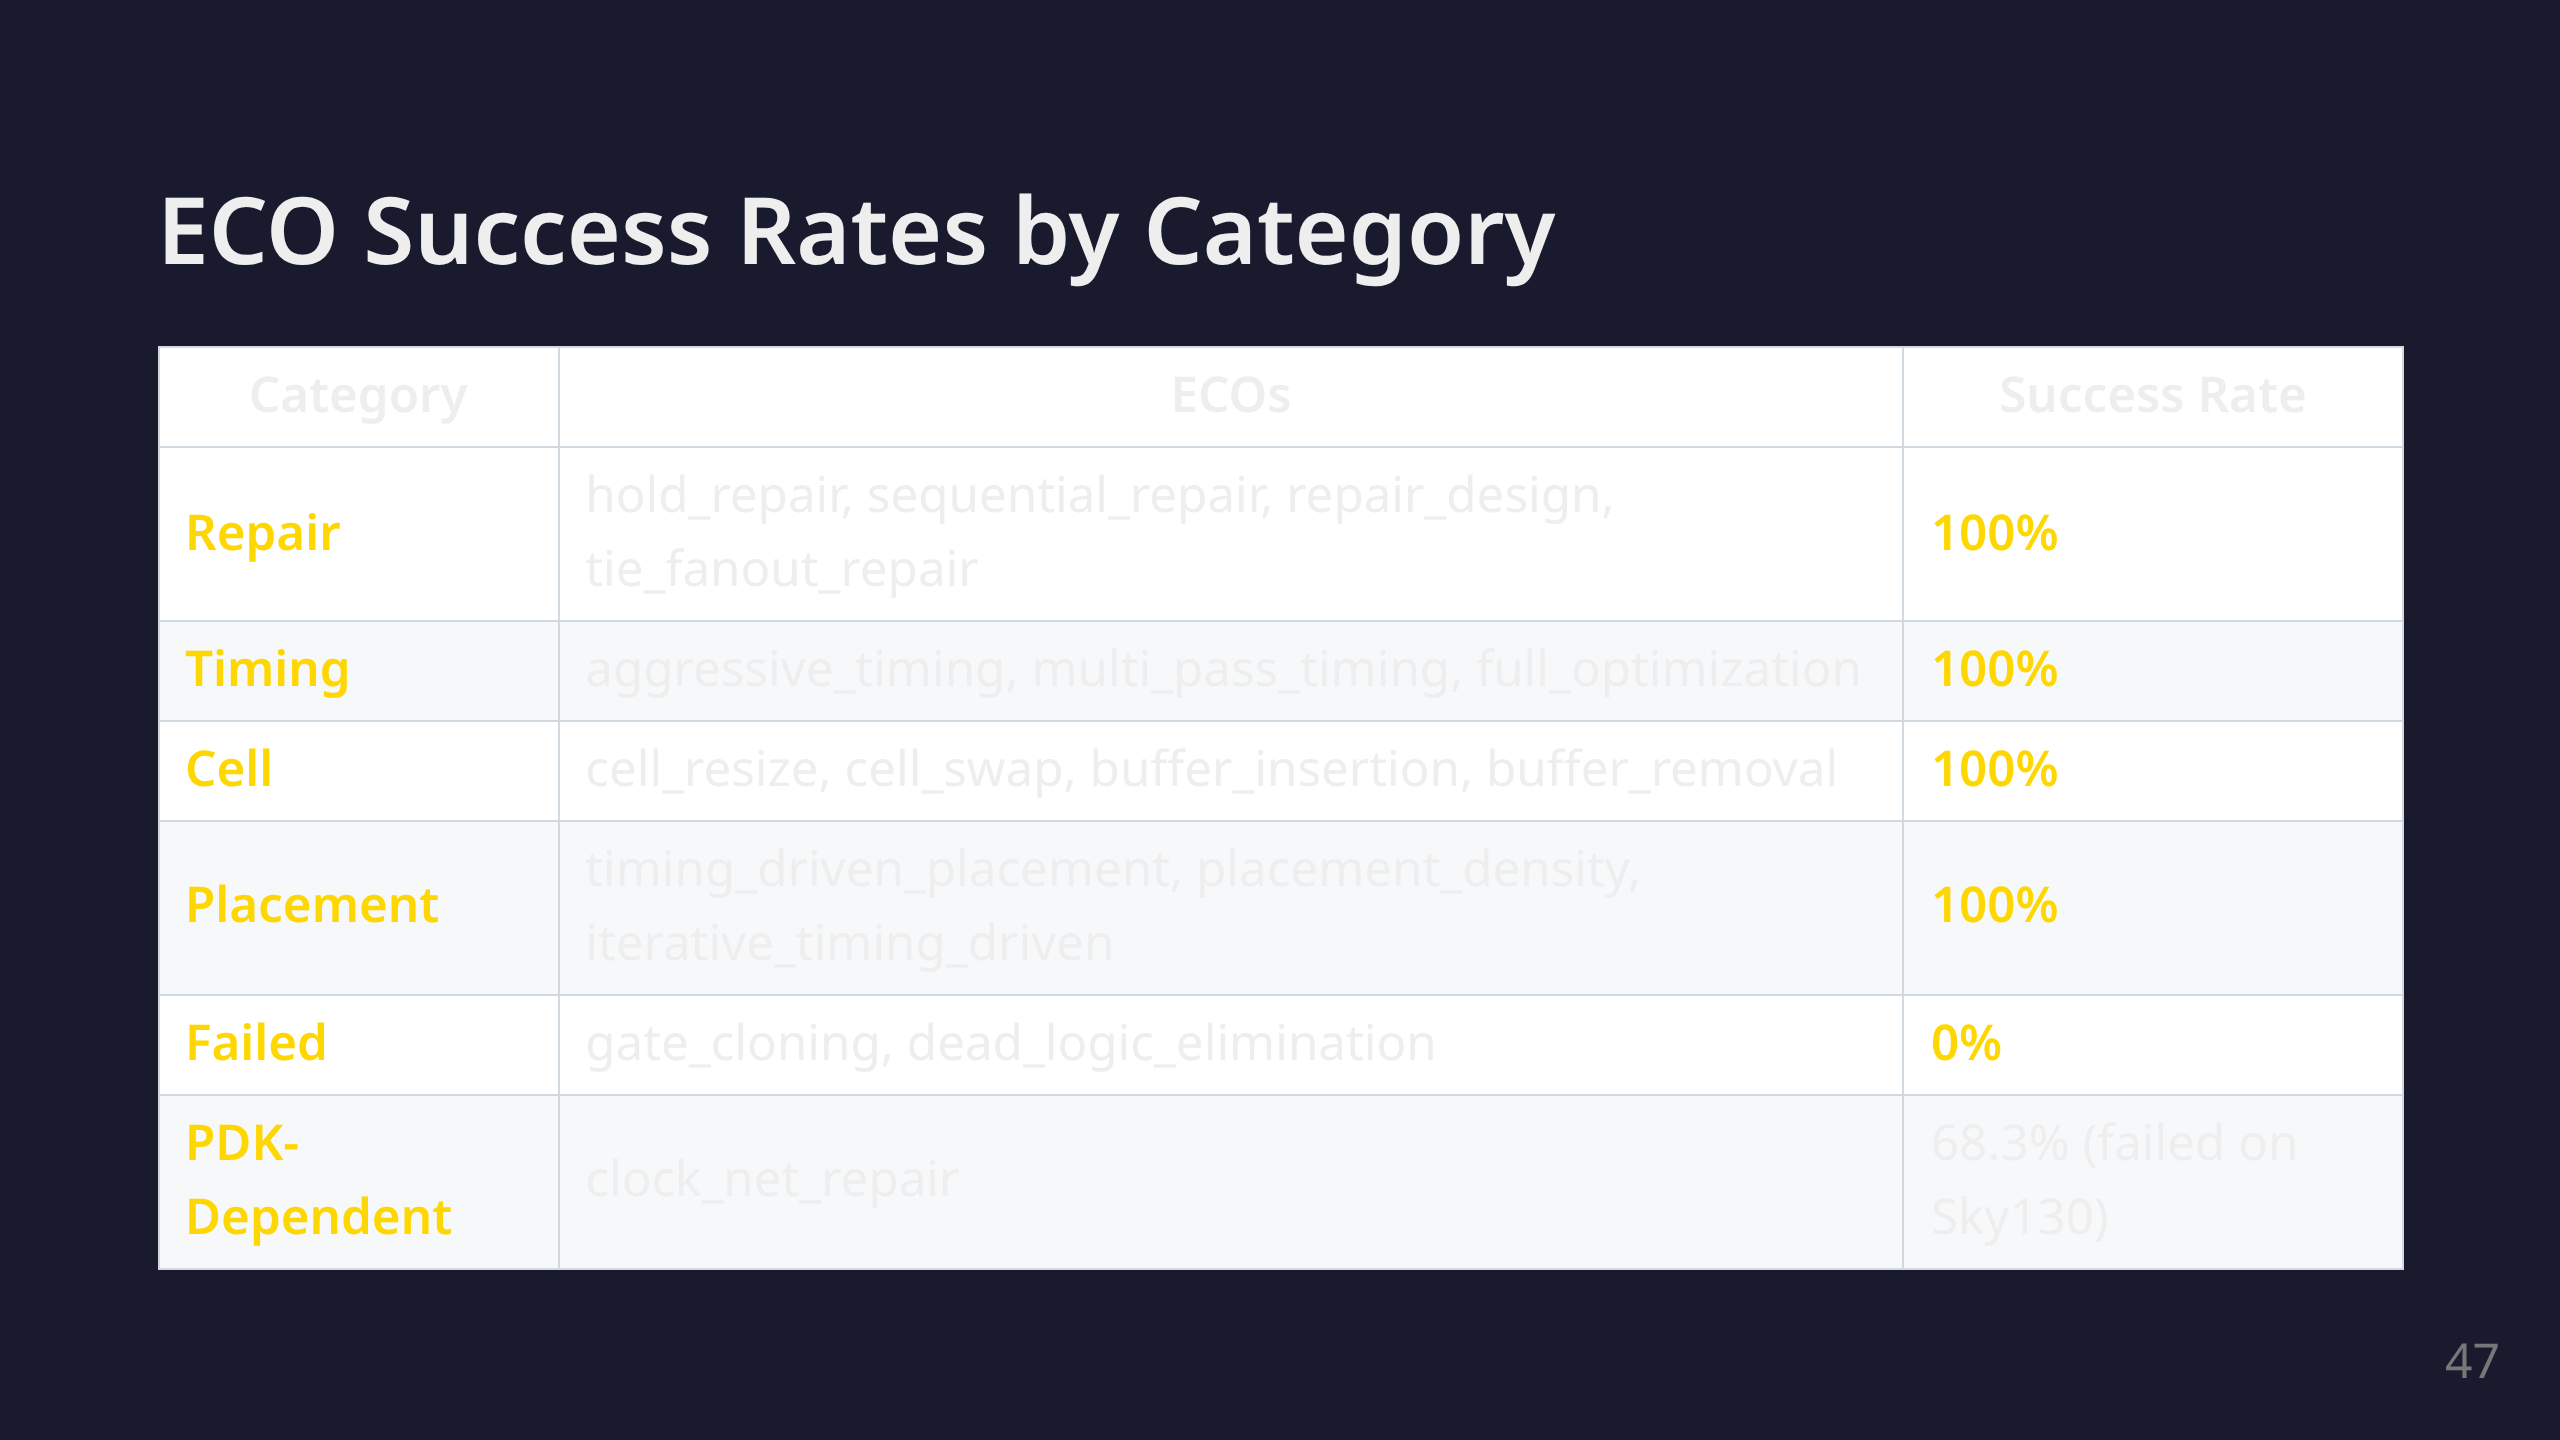 ECO Success Rates by Category
Category ECOs Success Rate
hold_repair, sequential_repair, repair_design,
Repair 100%
tie_fanout_repair
Timing aggressive_timing, multi_pass_timing, full_optimization 100%
Cell cell_resize, cell_swap, buffer_insertion, buffer_removal 100%
timing_driven_placement, placement_density,
Placement 100%
iterative_timing_driven
Failed gate_cloning, dead_logic_elimination 0%
PDK- 68.3% (failed on
clock_net_repair
Dependent Sky130)
47